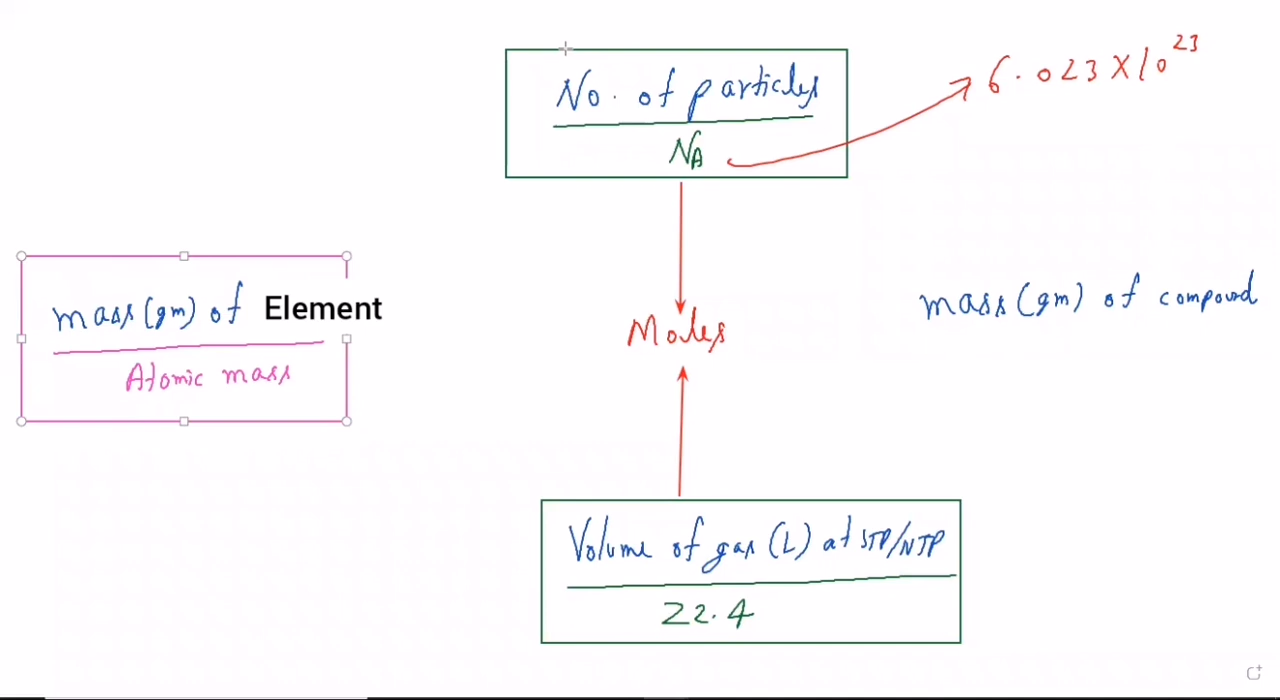 No. of particles
NA
6.023 X 10^23
mass(gm) of Element
Atomic mass
Moles
mass(gm) of compound
Volume of gas (L) at STP/NTP
22.4